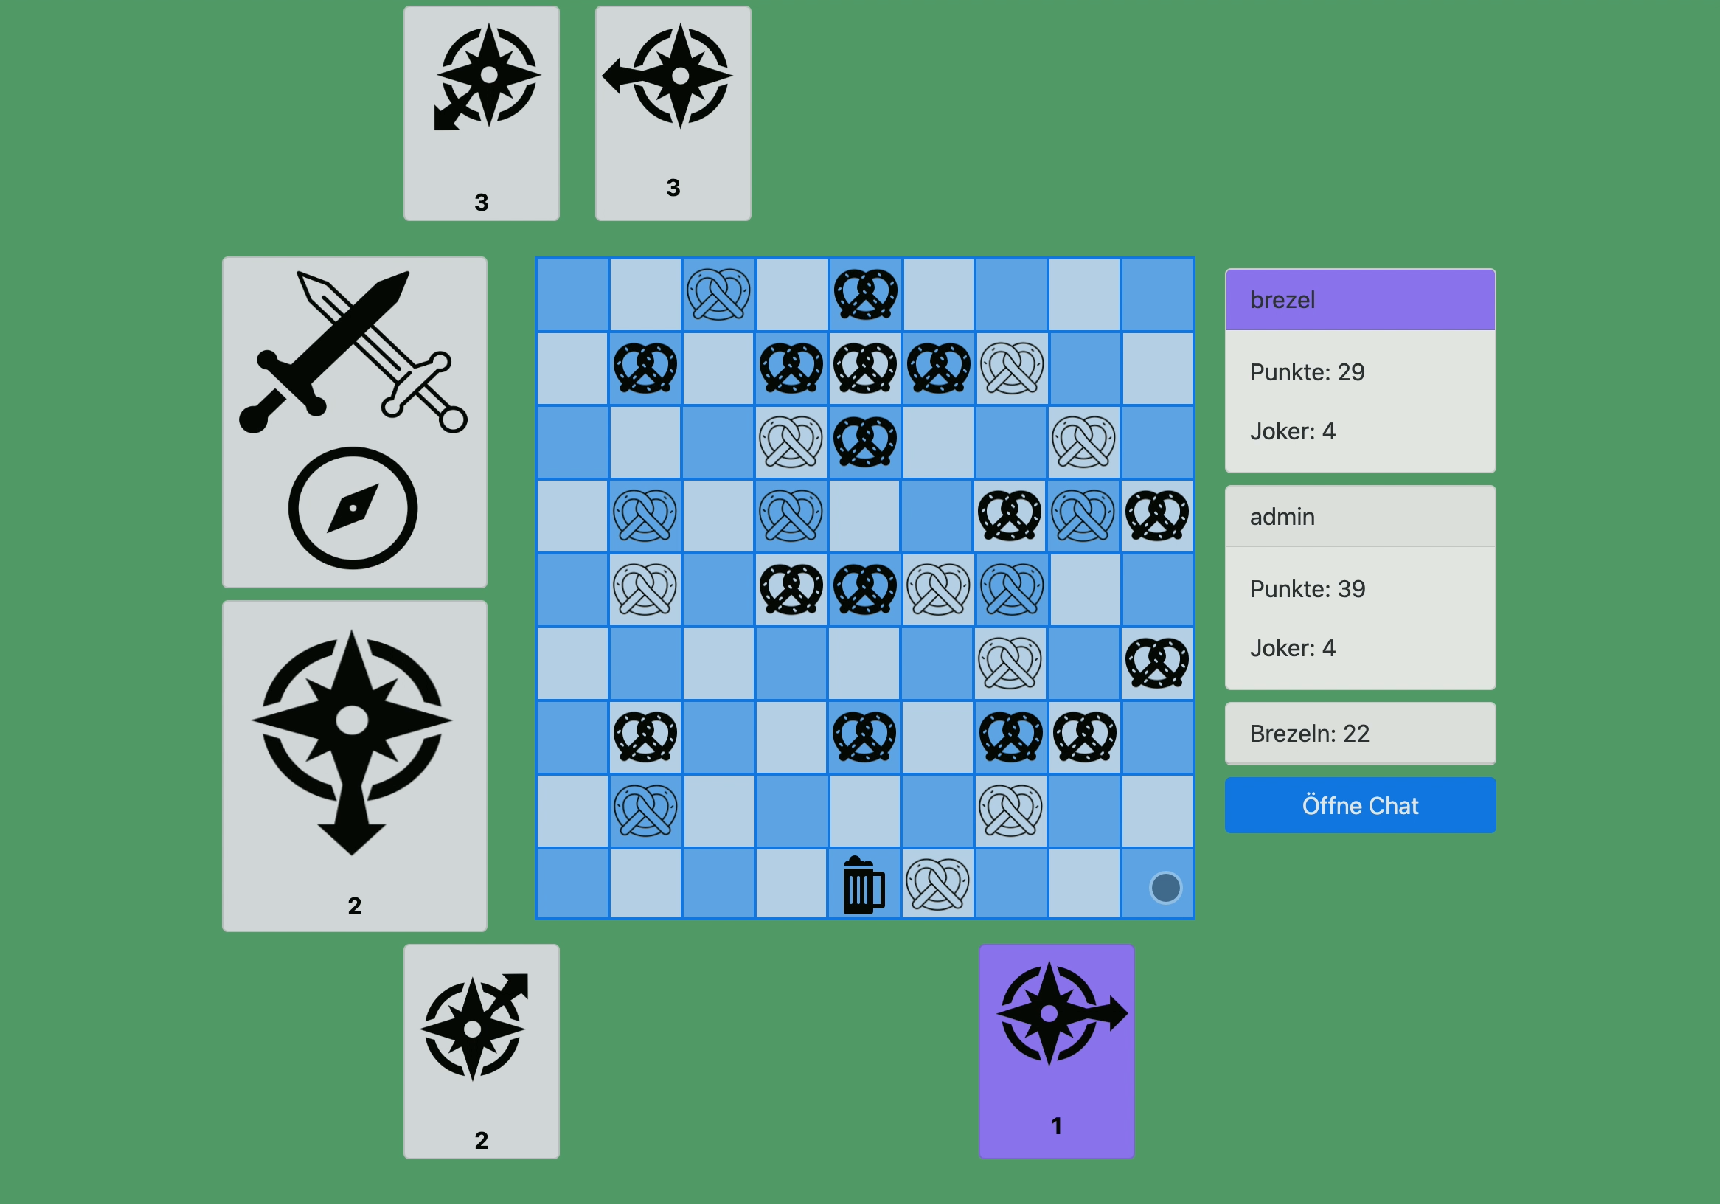 3
3
brezel
Punkte: 29
Joker: 4
admin
Punkte: 39
Joker: 4
Brezeln: 22
Öffne Chat
2
2
1